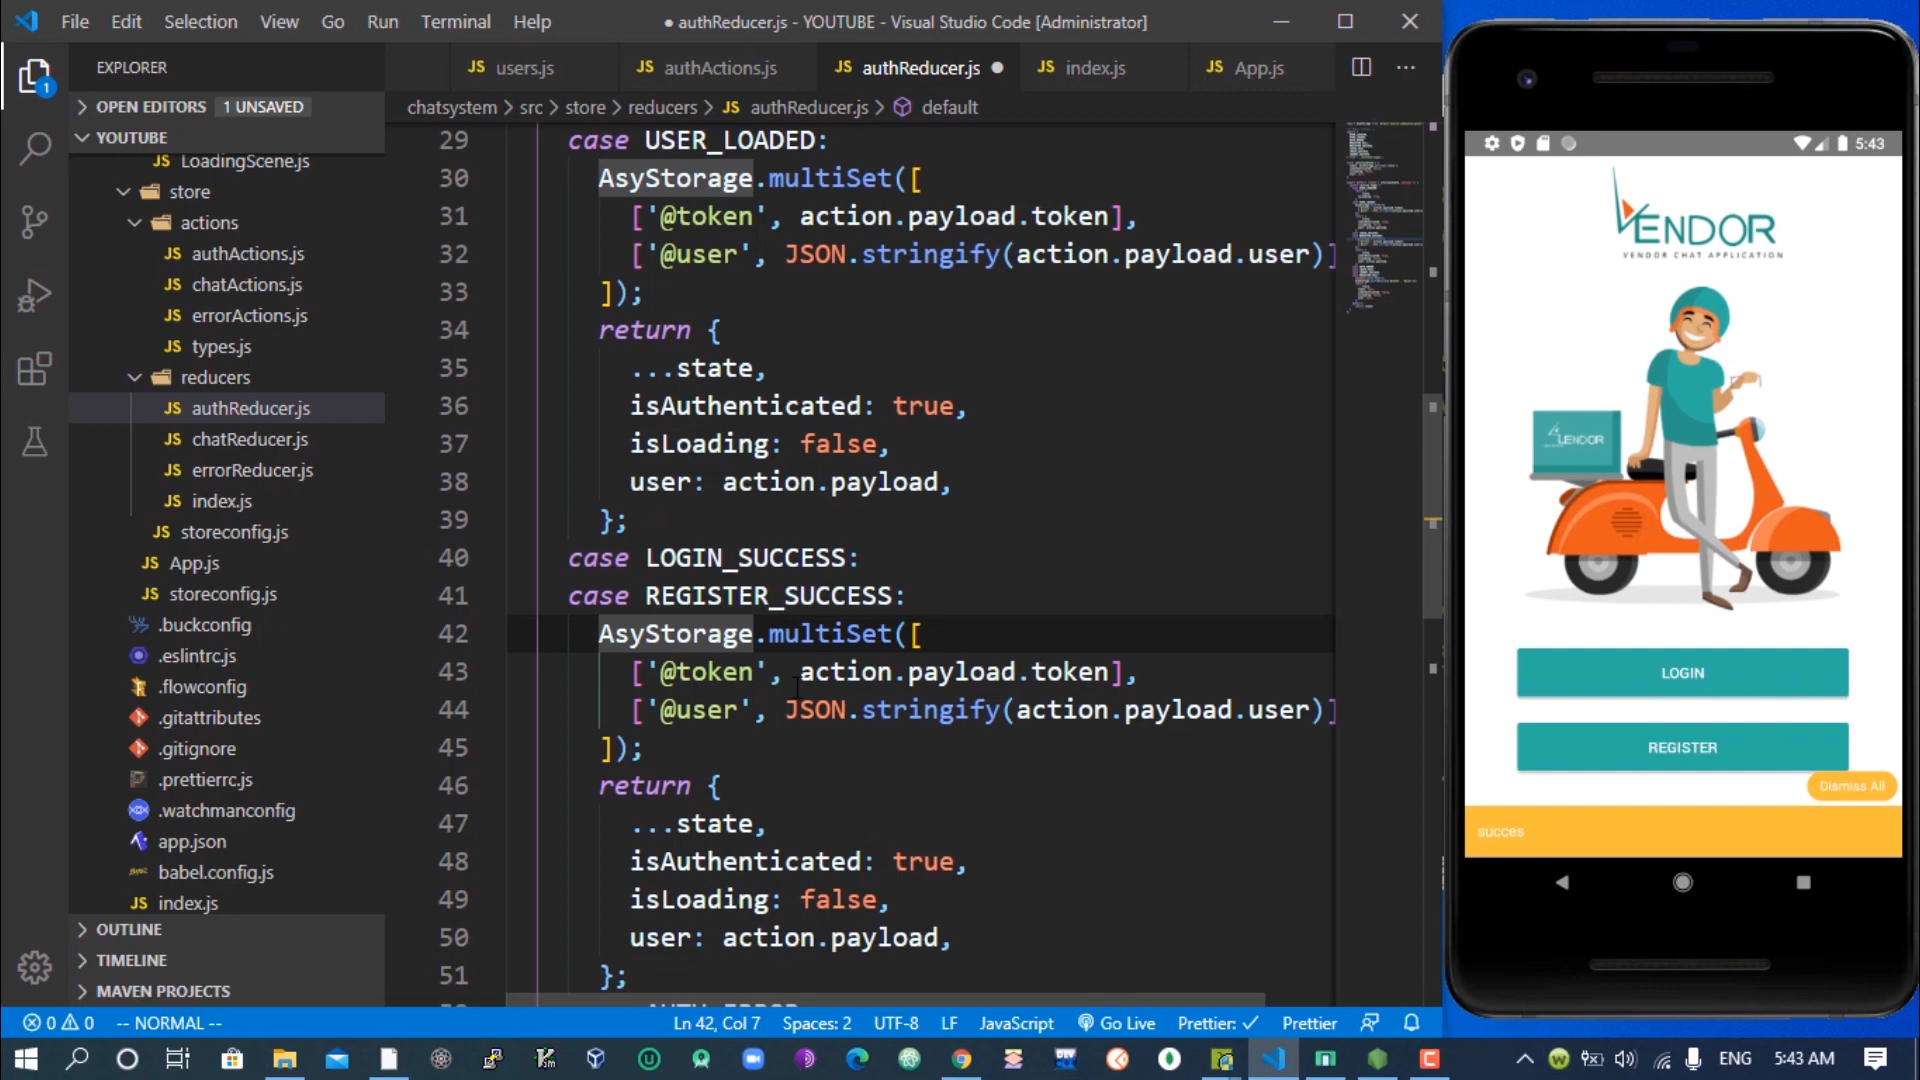 File Edit Selection View Go Run Terminal Help
● authReducer.js - YOUTUBE - Visual Studio Code [Administrator]
EXPLORER
JS users.js
JS authActions.js
JS authReducer.js ●
JS index.js
JS App.js
OPEN EDITORS 1 UNSAVED
chatsystem > src > store > reducers > JS authReducer.js > default
YOUTUBE
JS LoadingScene.js
store
actions
JS authActions.js
JS chatActions.js
JS errorActions.js
JS types.js
reducers
JS authReducer.js
JS chatReducer.js
JS errorReducer.js
JS index.js
JS storeconfig.js
JS App.js
JS storeconfig.js
.buckconfig
.eslintrc.js
.flowconfig
.gitattributes
.gitignore
.prettierrc.js
.watchmanconfig
app.json
babel.config.js
JS index.js
OUTLINE
TIMELINE
MAVEN PROJECTS
1
29 case USER_LOADED:
30 AsyStorage.multiSet([
31 ['@token', action.payload.token],
32 ['@user', JSON.stringify(action.payload.user)]
33 ]);
34 return {
35 ...state,
36 isAuthenticated: true,
37 isLoading: false,
38 user: action.payload,
39 };
40 case LOGIN_SUCCESS:
41 case REGISTER_SUCCESS:
42 AsyStorage.multiSet([
43 ['@token', action.payload.token],
44 ['@user', JSON.stringify(action.payload.user)]
45 ]);
46 return {
47 ...state,
48 isAuthenticated: true,
49 isLoading: false,
50 user: action.payload,
51 };
5:43
VENDOR
VENDOR CHAT APPLICATION
VENDOR
LOGIN
REGISTER
Dismiss All
succes
0 0 -- NORMAL -- Ln 42, Col 7 Spaces: 2 UTF-8 LF JavaScript Go Live Prettier: ✓ Prettier
ENG 5:43 AM